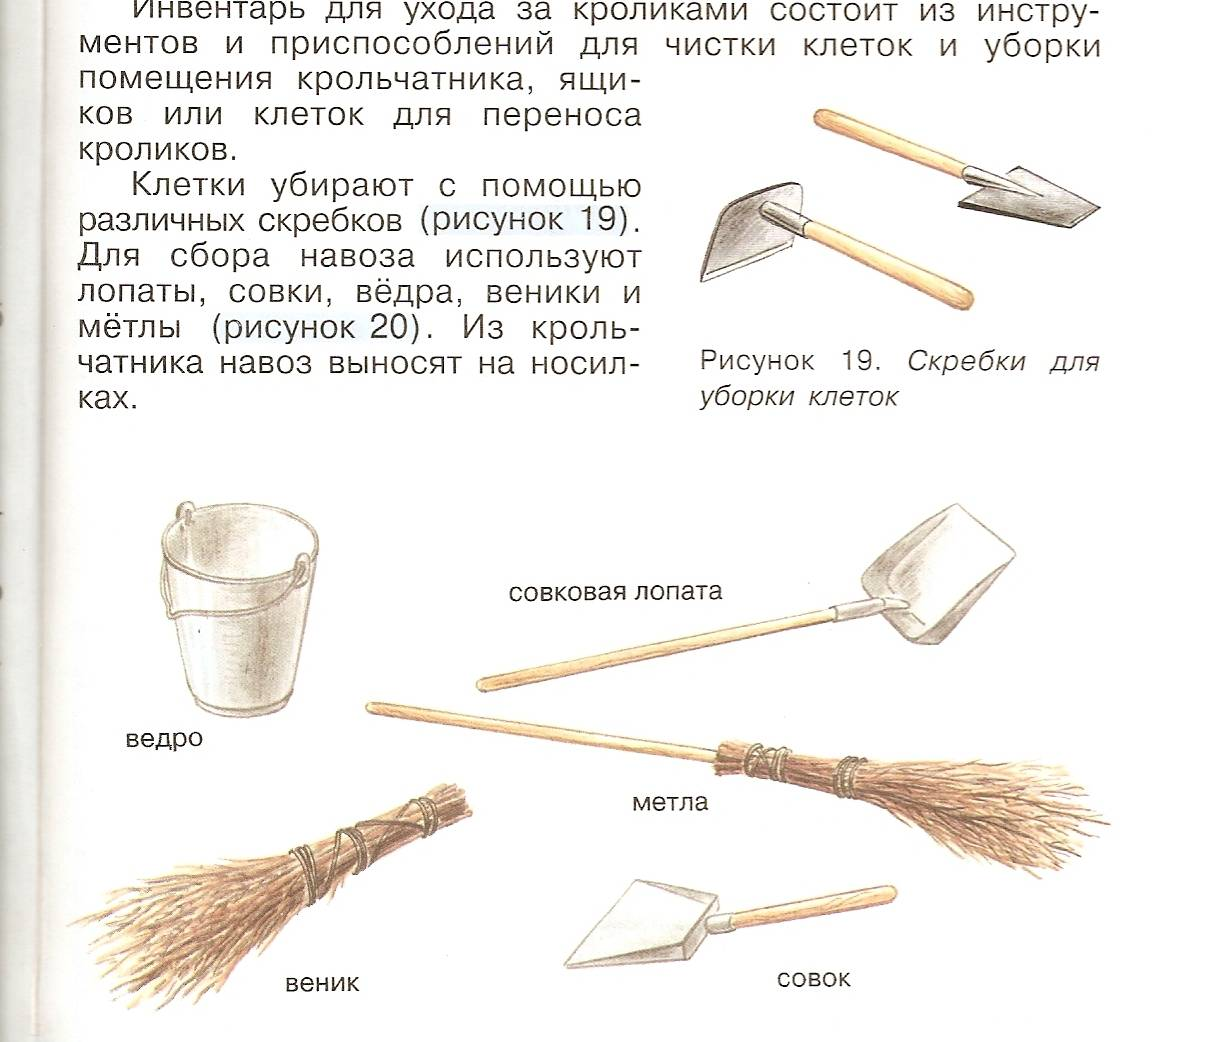 Инвентарь для ухода за кроликами состоит из инстру-
ментов и приспособлений для чистки клеток и уборки
помещения крольчатника, ящи-
ков или клеток для переноса
кроликов.
Клетки убирают с помощью
различных скребков (рисунок 19).
Для сбора навоза используют
лопаты, совки, вёдра, веники и
мётлы (рисунок 20). Из кроль-
чатника навоз выносят на носил-
ках.
Рисунок 19. Скребки для
уборки клеток
совковая лопата
ведро
метла
веник
совок